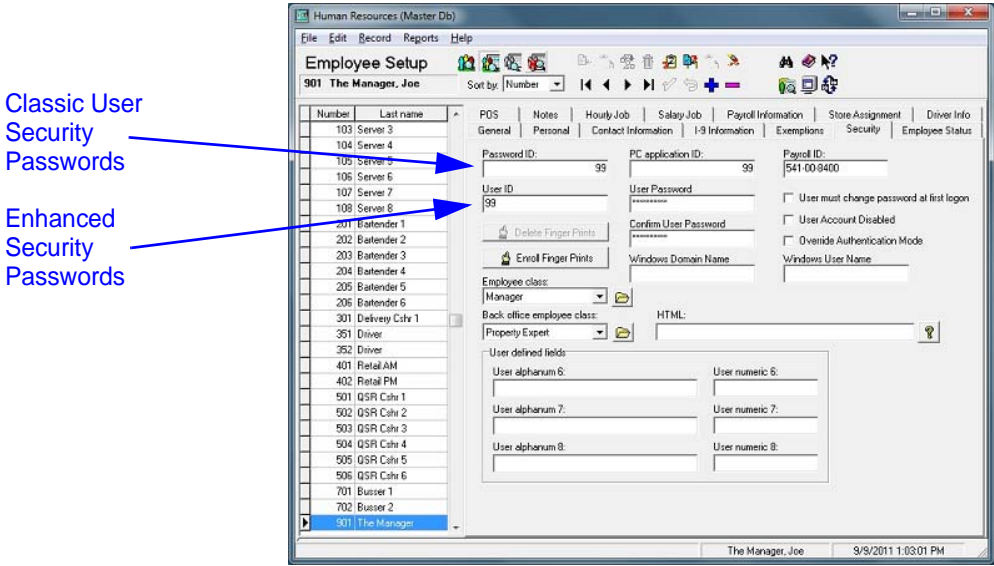 Human Resources (Master Db)
File Edit Record Reports Help
Employee Setup
901 The Manager, Joe
Sort by: Number
Classic User
Security
Passwords
Enhanced
Security
Passwords
Number Last name
103 Server 3
104 Server 4
105 Server 5
106 Server 6
107 Server 7
108 Server 8
201 Bartender 1
202 Bartender 2
203 Bartender 3
204 Bartender 4
205 Bartender 5
206 Bartender 6
301 Delivery Cshr 1
351 Driver
352 Driver
401 Retail AM
402 Retail PM
501 QSR Cshr 1
502 QSR Cshr 2
503 QSR Cshr 3
504 QSR Cshr 4
505 QSR Cshr 5
506 QSR Cshr 6
701 Busser 1
702 Busser 2
901 The Manager
POS Notes Hourly Job Salary Job Payroll Information Store Assignment Driver Info
General Personal Contact Information I-9 Information Exemptions Security Employee Status
Password ID: PC application ID: Payroll ID:
99 99 541-00-8400
User ID User Password
99 ********* User must change password at first logon
Confirm User Password User Account Disabled
Delete Finger Prints ********* Override Authentication Mode
Enroll Finger Prints Windows Domain Name Windows User Name
Employee class:
Manager
Back office employee class: HTML:
Property Expert
User defined fields
User alphanum 6: User numeric 6:
User alphanum 7: User numeric 7:
User alphanum 8: User numeric 8:
The Manager, Joe 9/9/2011 1:03:01 PM